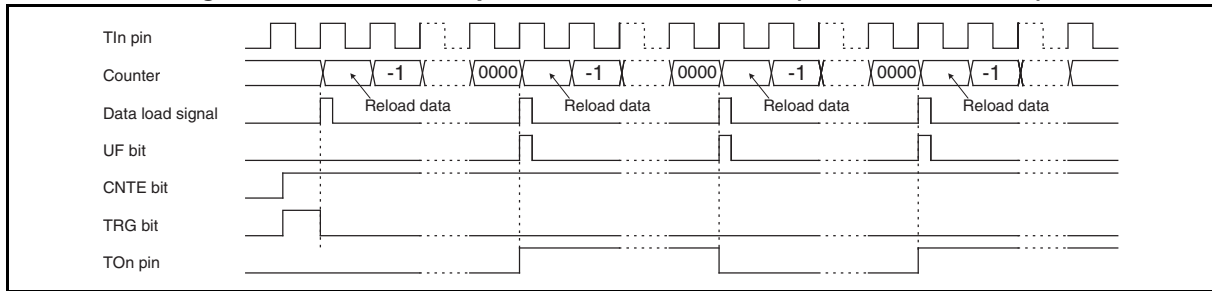 TIn pin
Counter
-1 0000 -1 0000 -1 0000 -1
Reload data Reload data Reload data Reload data
Data load signal
UF bit
CNTE bit
TRG bit
TOn pin